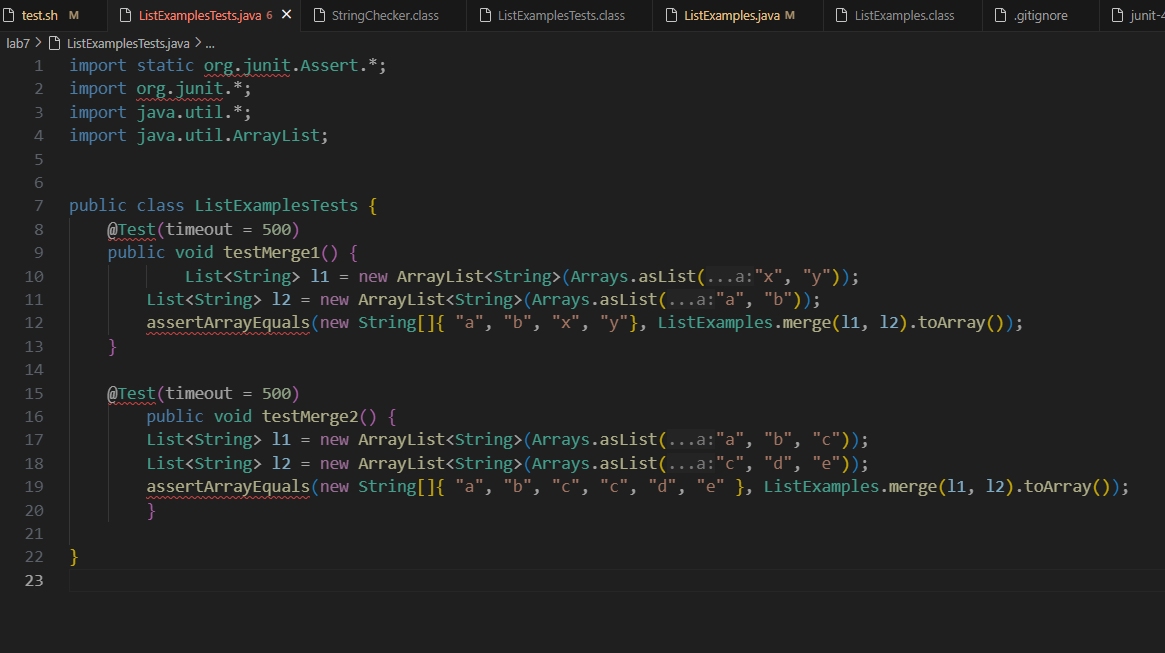 test.sh M ListExamplesTests.java 6 StringChecker.class ListExamplesTests.class ListExamples.java M ListExamples.class .gitignore junit-4
lab7 > ListExamplesTests.java > ...
1 import static org.junit.Assert.*;
2 import org.junit.*;
3 import java.util.*;
4 import java.util.ArrayList;
5
6
7 public class ListExamplesTests {
8 @Test(timeout = 500)
9 public void testMerge1() {
10 List<String> l1 = new ArrayList<String>(Arrays.asList(...a:"x", "y"));
11 List<String> l2 = new ArrayList<String>(Arrays.asList(...a:"a", "b"));
12 assertArrayEquals(new String[]{ "a", "b", "x", "y"}, ListExamples.merge(l1, l2).toArray());
13 }
14
15 @Test(timeout = 500)
16 public void testMerge2() {
17 List<String> l1 = new ArrayList<String>(Arrays.asList(...a:"a", "b", "c"));
18 List<String> l2 = new ArrayList<String>(Arrays.asList(...a:"c", "d", "e"));
19 assertArrayEquals(new String[]{ "a", "b", "c", "c", "d", "e" }, ListExamples.merge(l1, l2).toArray());
20 }
21
22 }
23